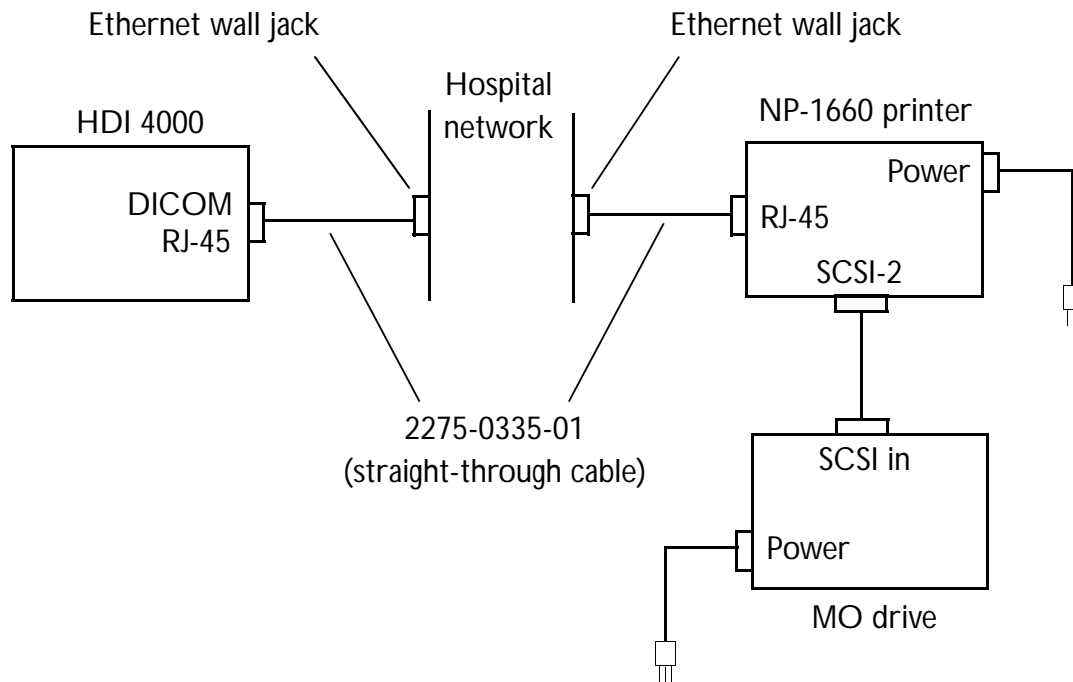 Ethernet wall jack
Ethernet wall jack
Hospital
network
HDI 4000
NP-1660 printer
Power
DICOM
RJ-45
RJ-45
SCSI-2
2275-0335-01
(straight-through cable)
SCSI in
Power
MO drive